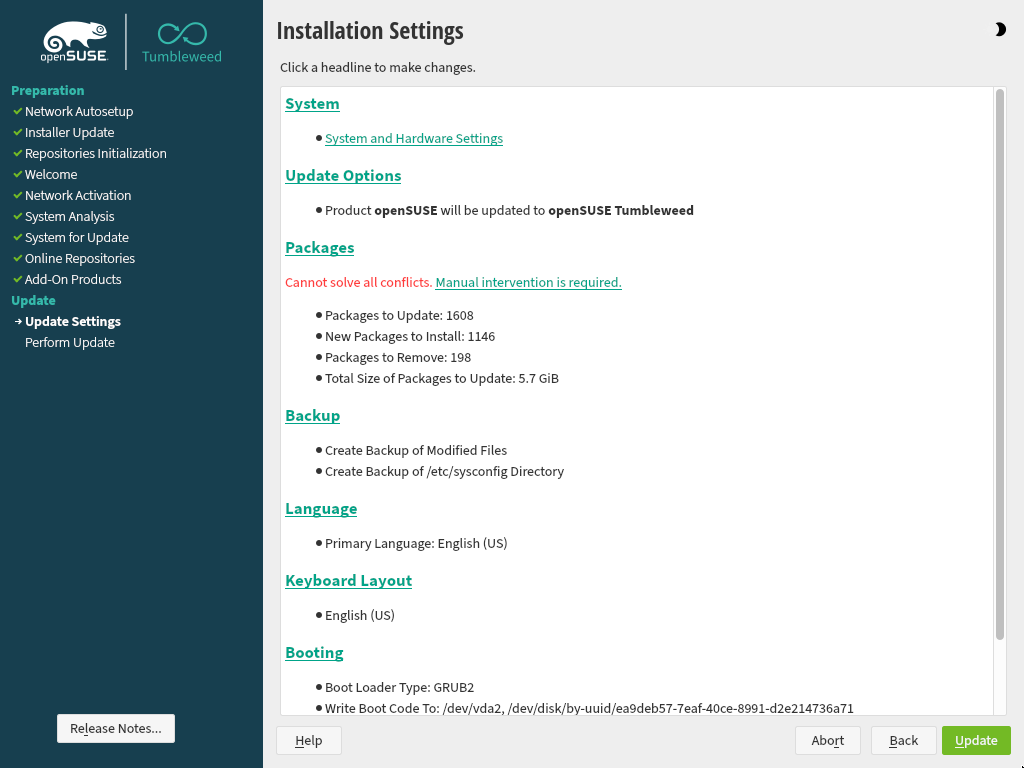 openSUSE
Tumbleweed
Preparation
Network Autosetup
Installer Update
Repositories Initialization
Welcome
Network Activation
System Analysis
System for Update
Online Repositories
Add-On Products
Update
Update Settings
Perform Update
Release Notes...
Installation Settings
Click a headline to make changes.
System
System and Hardware Settings
Update Options
Product openSUSE will be updated to openSUSE Tumbleweed
Packages
Cannot solve all conflicts. Manual intervention is required.
Packages to Update: 1608
New Packages to Install: 1146
Packages to Remove: 198
Total Size of Packages to Update: 5.7 GiB
Backup
Create Backup of Modified Files
Create Backup of /etc/sysconfig Directory
Language
Primary Language: English (US)
Keyboard Layout
English (US)
Booting
Boot Loader Type: GRUB2
Write Boot Code To: /dev/vda2, /dev/disk/by-uuid/ea9deb57-7eaf-40ce-8991-d2e214736a71
Help
Abort
Back
Update